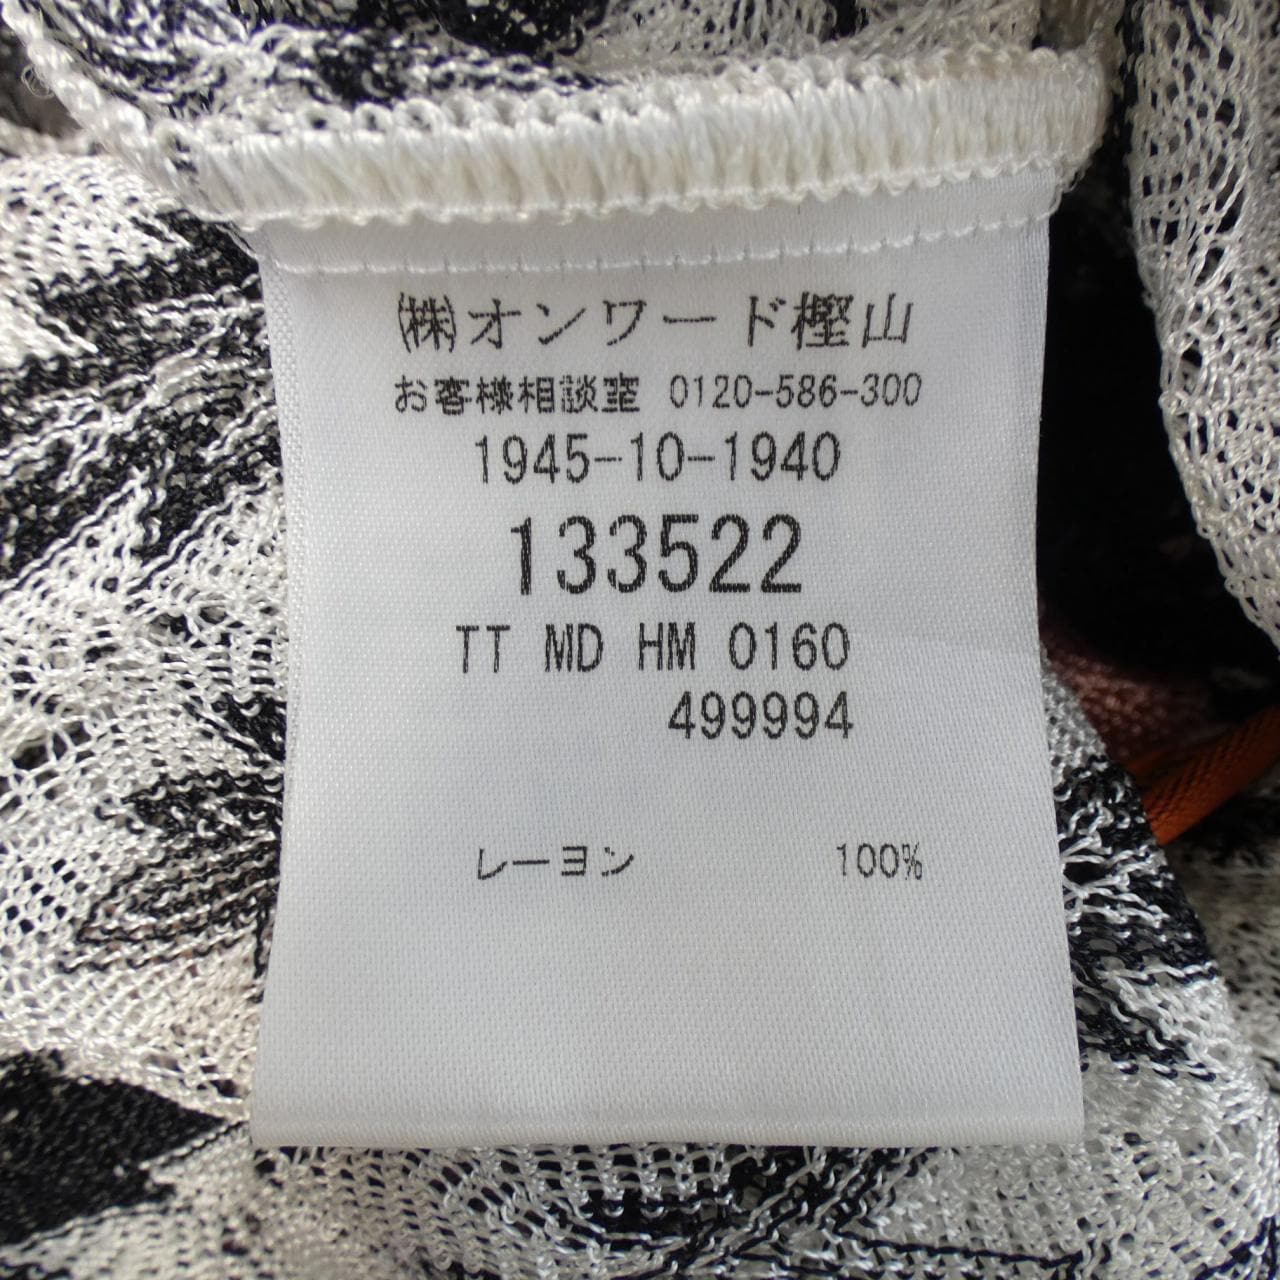 ㈱オンワード樫山
お客様相談室 0120-586-300
1945-10-1940
133522
TT MD HM 0160
499994
レーヨン 100%